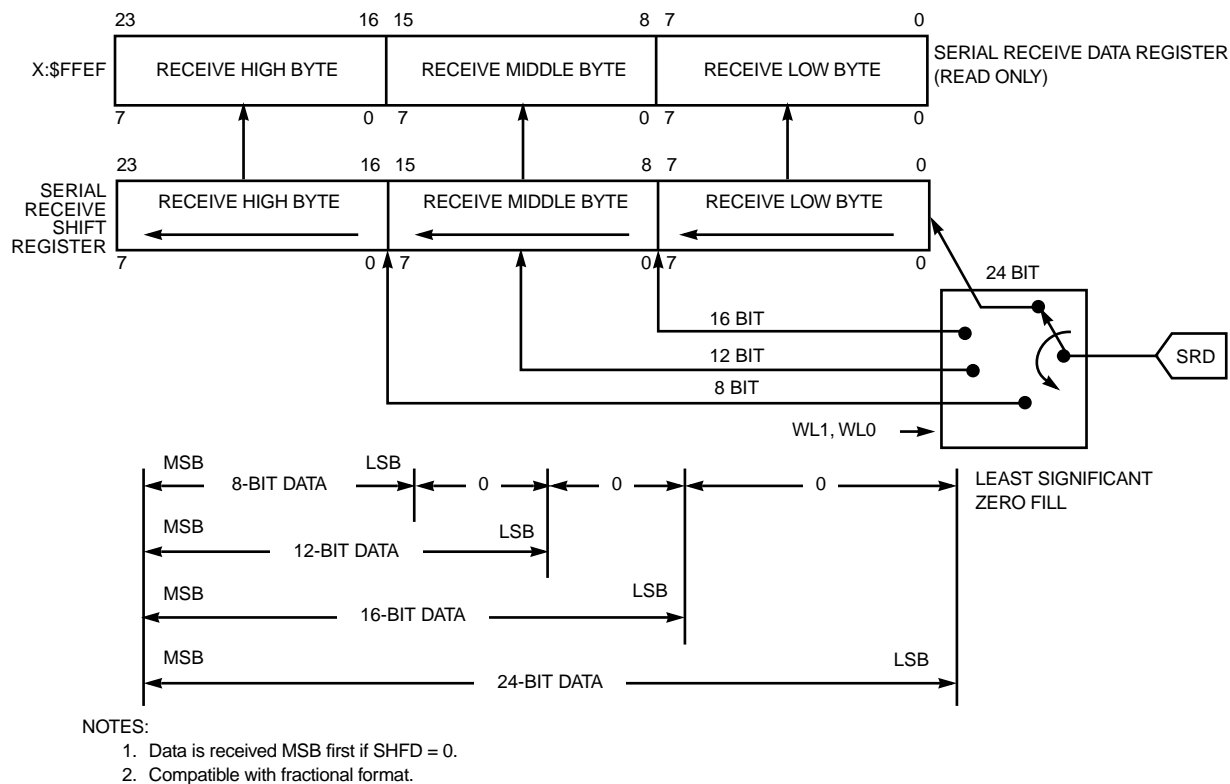 23 16 15 8 7 0
X:$FFEF RECEIVE HIGH BYTE RECEIVE MIDDLE BYTE RECEIVE LOW BYTE SERIAL RECEIVE DATA REGISTER
(READ ONLY)
7 0 7 0 7 0
23 16 15 8 7 0
SERIAL
RECEIVE
SHIFT
REGISTER
RECEIVE HIGH BYTE RECEIVE MIDDLE BYTE RECEIVE LOW BYTE
7 0 7 0 7 0
24 BIT
16 BIT
12 BIT
8 BIT
SRD
WL1, WL0
MSB LSB
8-BIT DATA 0 0 0
LEAST SIGNIFICANT
ZERO FILL
MSB LSB
12-BIT DATA
MSB LSB
16-BIT DATA
MSB LSB
24-BIT DATA
NOTES:
1. Data is received MSB first if SHFD = 0.
2. Compatible with fractional format.